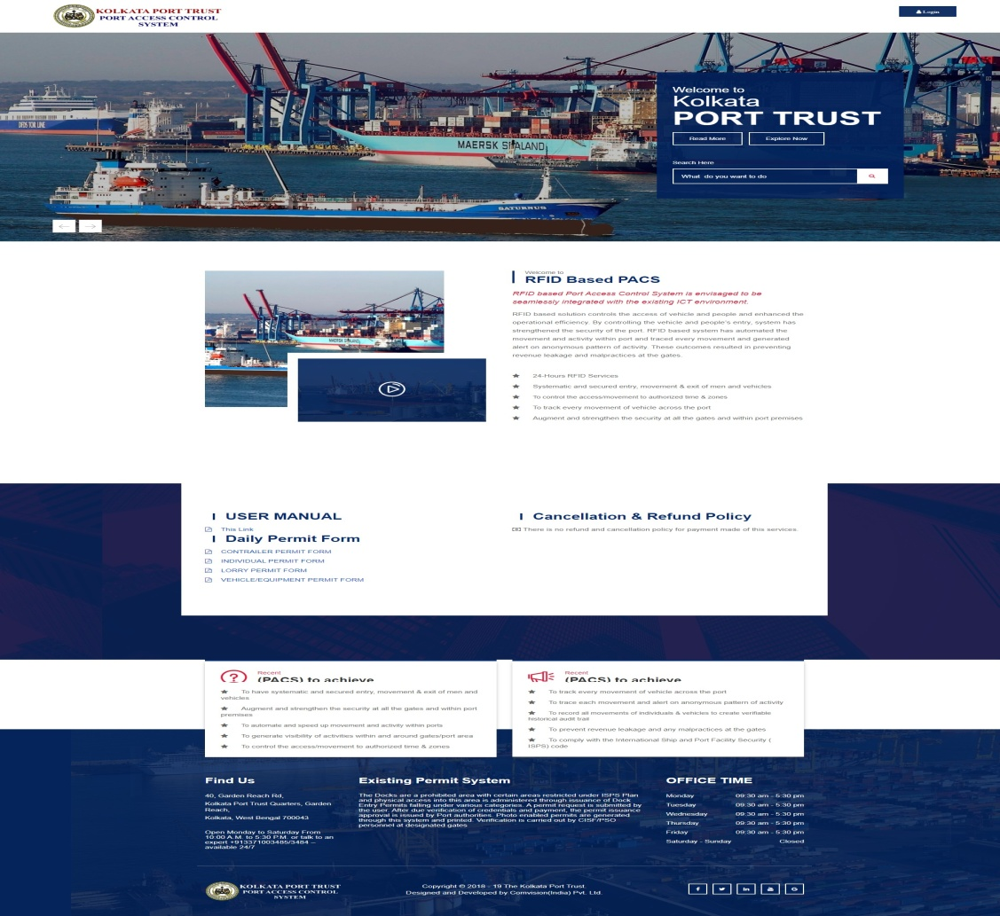 KOLKATA PORT TRUST
PORT ACCESS CONTROL
SYSTEM
Login
DFDS TOR LINE
MAERSK SEALAND
SATURNUS
Welcome to
Kolkata
PORT TRUST
Read More
Explore Now
Search Here
What do you want to do
Welcome to
RFID Based PACS
RFID based Port Access Control System is envisaged to be
seamlessly integrated with the existing ICT environment.
RFID based solution controls the access of vehicle and people and enhanced the
operational efficiency. By controlling the vehicle and people's entry, system has
strengthened the security of the port. RFID based system has automated the
movement and activity within port and traced every movement and generated
alert on anonymous pattern of activity. These outcomes resulted in preventing
revenue leakage and malpractices at the gates.
24-Hours RFID Services
Systematic and secured entry, movement & exit of men and vehicles
To control the access/movement to authorized time & zones
To track every movement of vehicle across the port
Augment and strengthen the security at all the gates and within port premises
USER MANUAL
This Link
Daily Permit Form
CONTRAILER PERMIT FORM
INDIVIDUAL PERMIT FORM
LORRY PERMIT FORM
VEHICLE/EQUIPMENT PERMIT FORM
Cancellation & Refund Policy
There is no refund and cancellation policy for payment made of this services.
Recent
(PACS) to achieve
To have systematic and secured entry, movement & exit of men and
vehicles
Augment and strengthen the security at all the gates and within port
premises
To automate and speed up movement and activity within ports
To generate visibility of activities within and around gates/port area
To control the access/movement to authorized time & zones
Recent
(PACS) to achieve
To track every movement of vehicle across the port
To trace each movement and alert on anonymous pattern of activity
To record all movements of individuals & vehicles to create verifiable
historical audit trail
To prevent revenue leakage and any malpractices at the gates
To comply with the International Ship and Port Facility Security (
ISPS) code
Find Us
40, Garden Reach Rd,
Kolkata Port Trust Quarters, Garden
Reach,
Kolkata, West Bengal 700043
Open Monday to Saturday From
10:00 A.M. to 5:30 P.M. or talk to an
expert +913371003485/3484 –
available 24/7
Existing Permit System
The Docks are a prohibited area with certain areas restricted under ISPS Plan
and physical access into this area is administered through issuance of Dock
Entry Permits falling under various categories. A permit request is submitted by
the user. After due verification of credentials and payment, the permit issuance
approval is issued by Port authorities. Photo enabled permits are generated
through this system and printed. Verification is carried out by CISF/PSO
personnel at designated gates
OFFICE TIME
Monday 09:30 am - 5:30 pm
Tuesday 09:30 am - 5:30 pm
Wednesday 09:30 am - 5:30 pm
Thursday 09:30 am - 5:30 pm
Friday 09:30 am - 5:30 pm
Saturday - Sunday Closed
KOLKATA PORT TRUST
PORT ACCESS CONTROL
SYSTEM
Copyright © 2018 - 19 The Kolkata Port Trust.
Designed and Developed by Comvision(India) Pvt. Ltd.